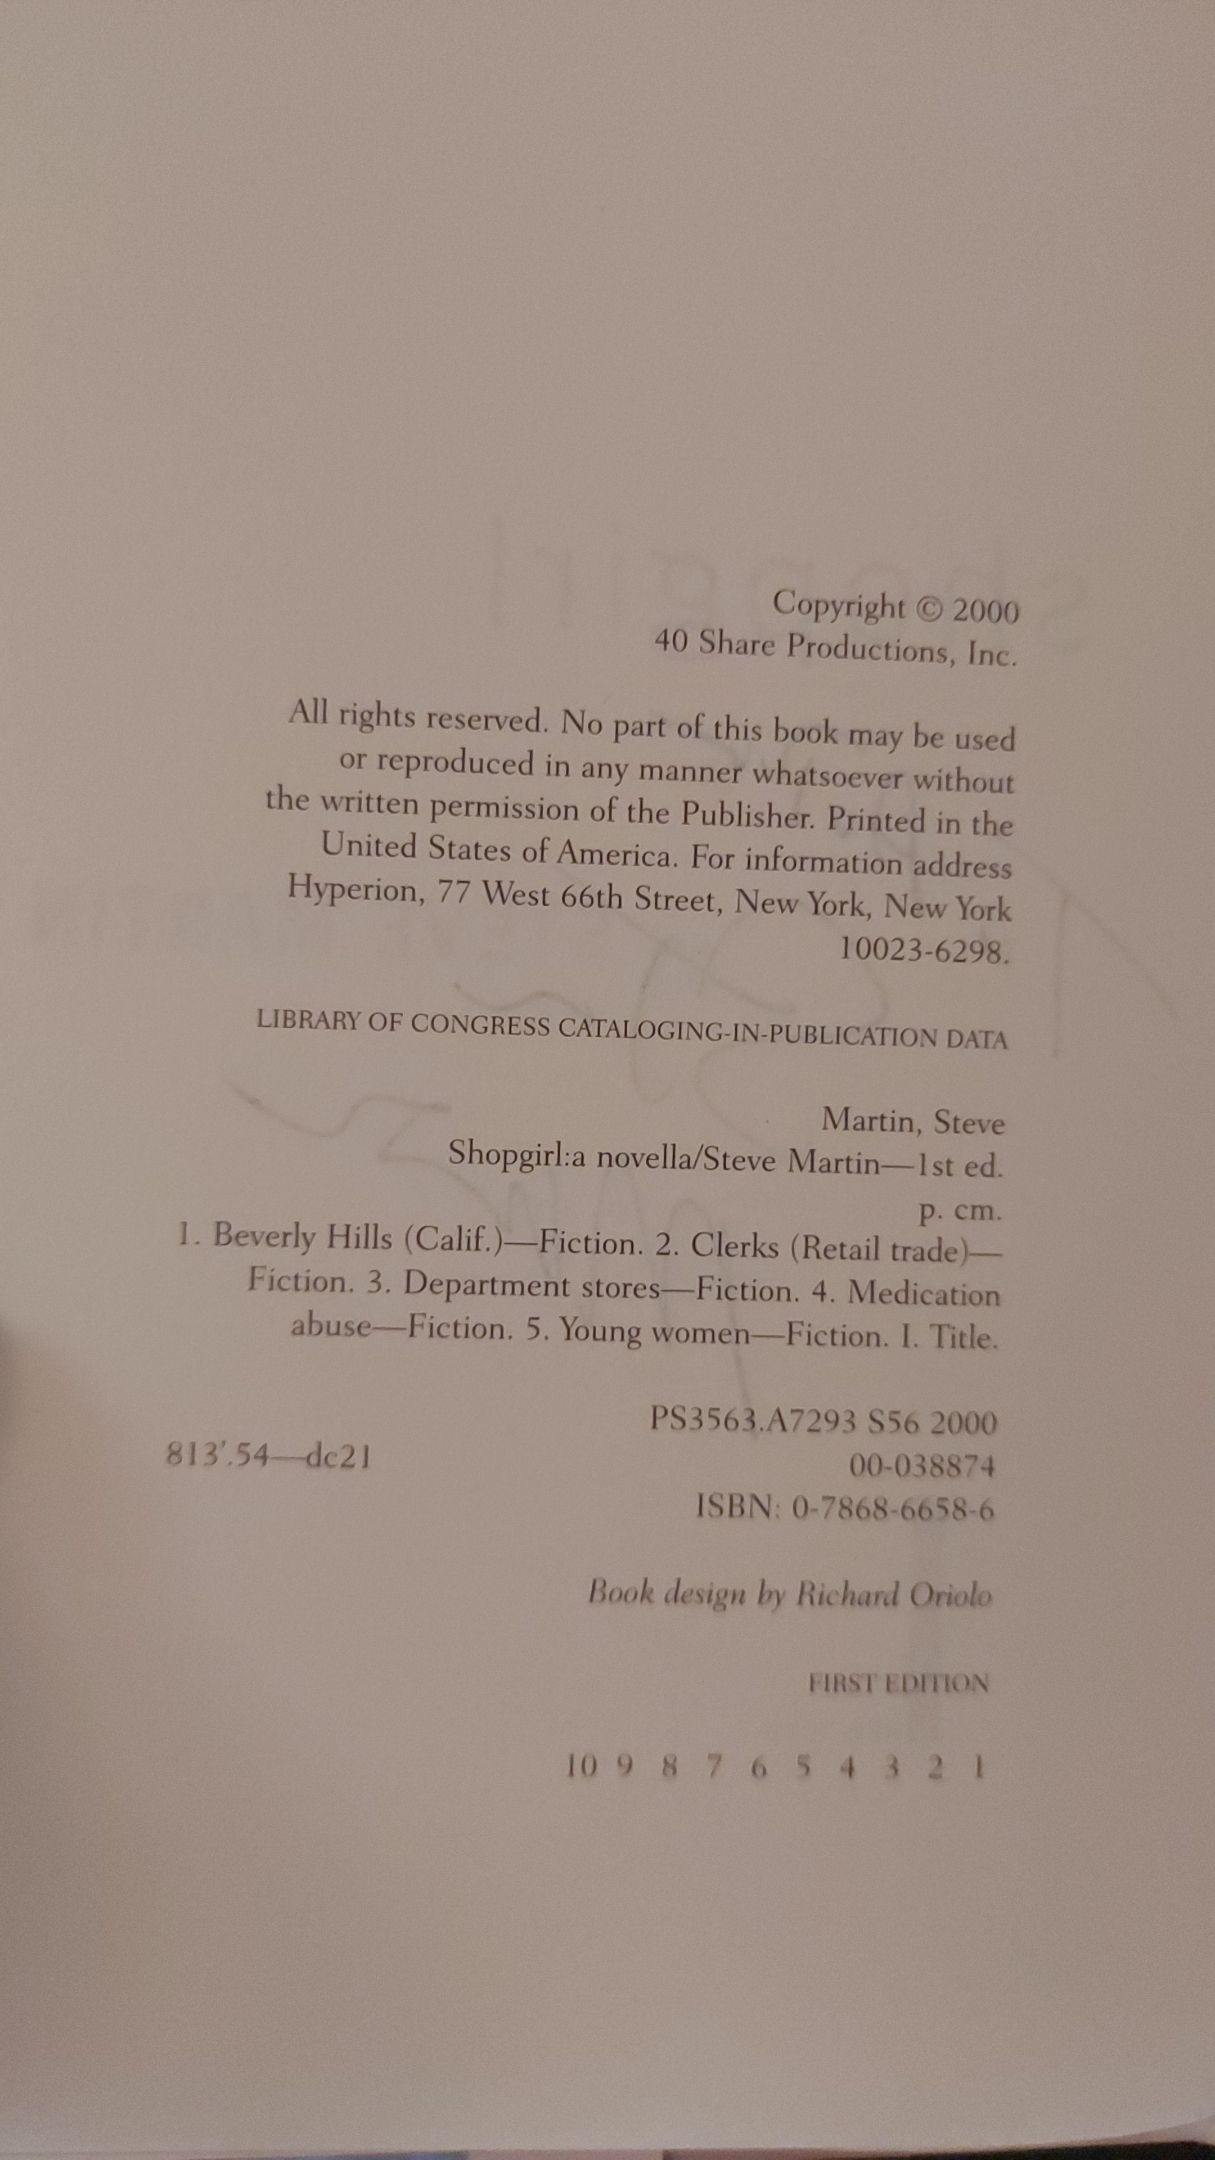 Copyright © 2000
40 Share Productions, Inc.
All rights reserved. No part of this book may be used
or reproduced in any manner whatsoever without
the written permission of the Publisher. Printed in the
United States of America. For information address
Hyperion, 77 West 66th Street, New York, New York
10023-6298.
LIBRARY OF CONGRESS CATALOGING-IN-PUBLICATION DATA
Martin, Steve
Shopgirl:a novella/Steve Martin—1st ed.
p. cm.
1. Beverly Hills (Calif.)—Fiction. 2. Clerks (Retail trade)—
Fiction. 3. Department stores—Fiction. 4. Medication
abuse—Fiction. 5. Young women—Fiction. I. Title.
PS3563.A7293 S56 2000
813'.54—dc21
00-038874
ISBN: 0-7868-6658-6
Book design by Richard Oriolo
FIRST EDITION
10 9 8 7 6 5 4 3 2 1